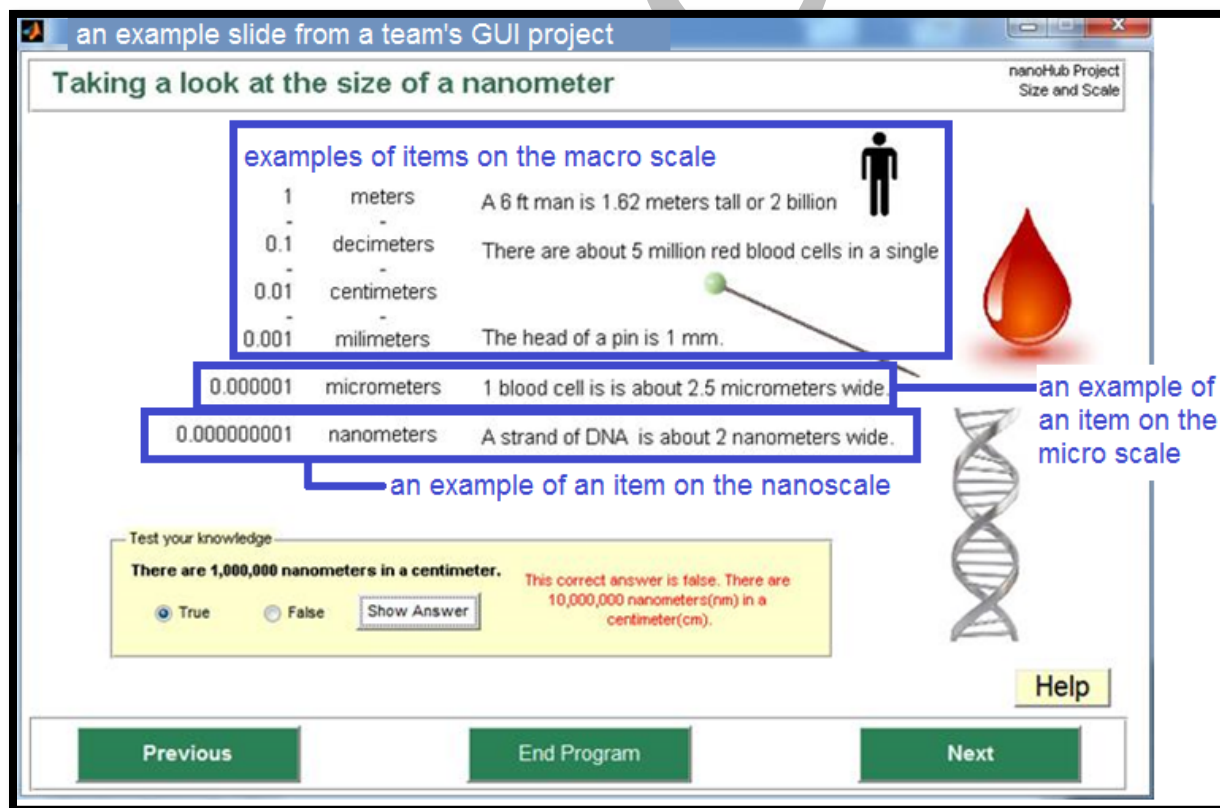 an example slide from a team's GUI project
Taking a look at the size of a nanometer
nanoHub Project
Size and Scale
examples of items on the macro scale
1 meters A 6 ft man is 1.62 meters tall or 2 billion
- -
0.1 decimeters There are about 5 million red blood cells in a single
- -
0.01 centimeters
- -
0.001 milimeters The head of a pin is 1 mm.
0.000001 micrometers 1 blood cell is is about 2.5 micrometers wide.
an example of
an item on the
micro scale
0.000000001 nanometers A strand of DNA is about 2 nanometers wide.
an example of an item on the nanoscale
Test your knowledge
There are 1,000,000 nanometers in a centimeter.
True False Show Answer
This correct answer is false. There are
10,000,000 nanometers(nm) in a
centimeter(cm).
Help
Previous End Program Next